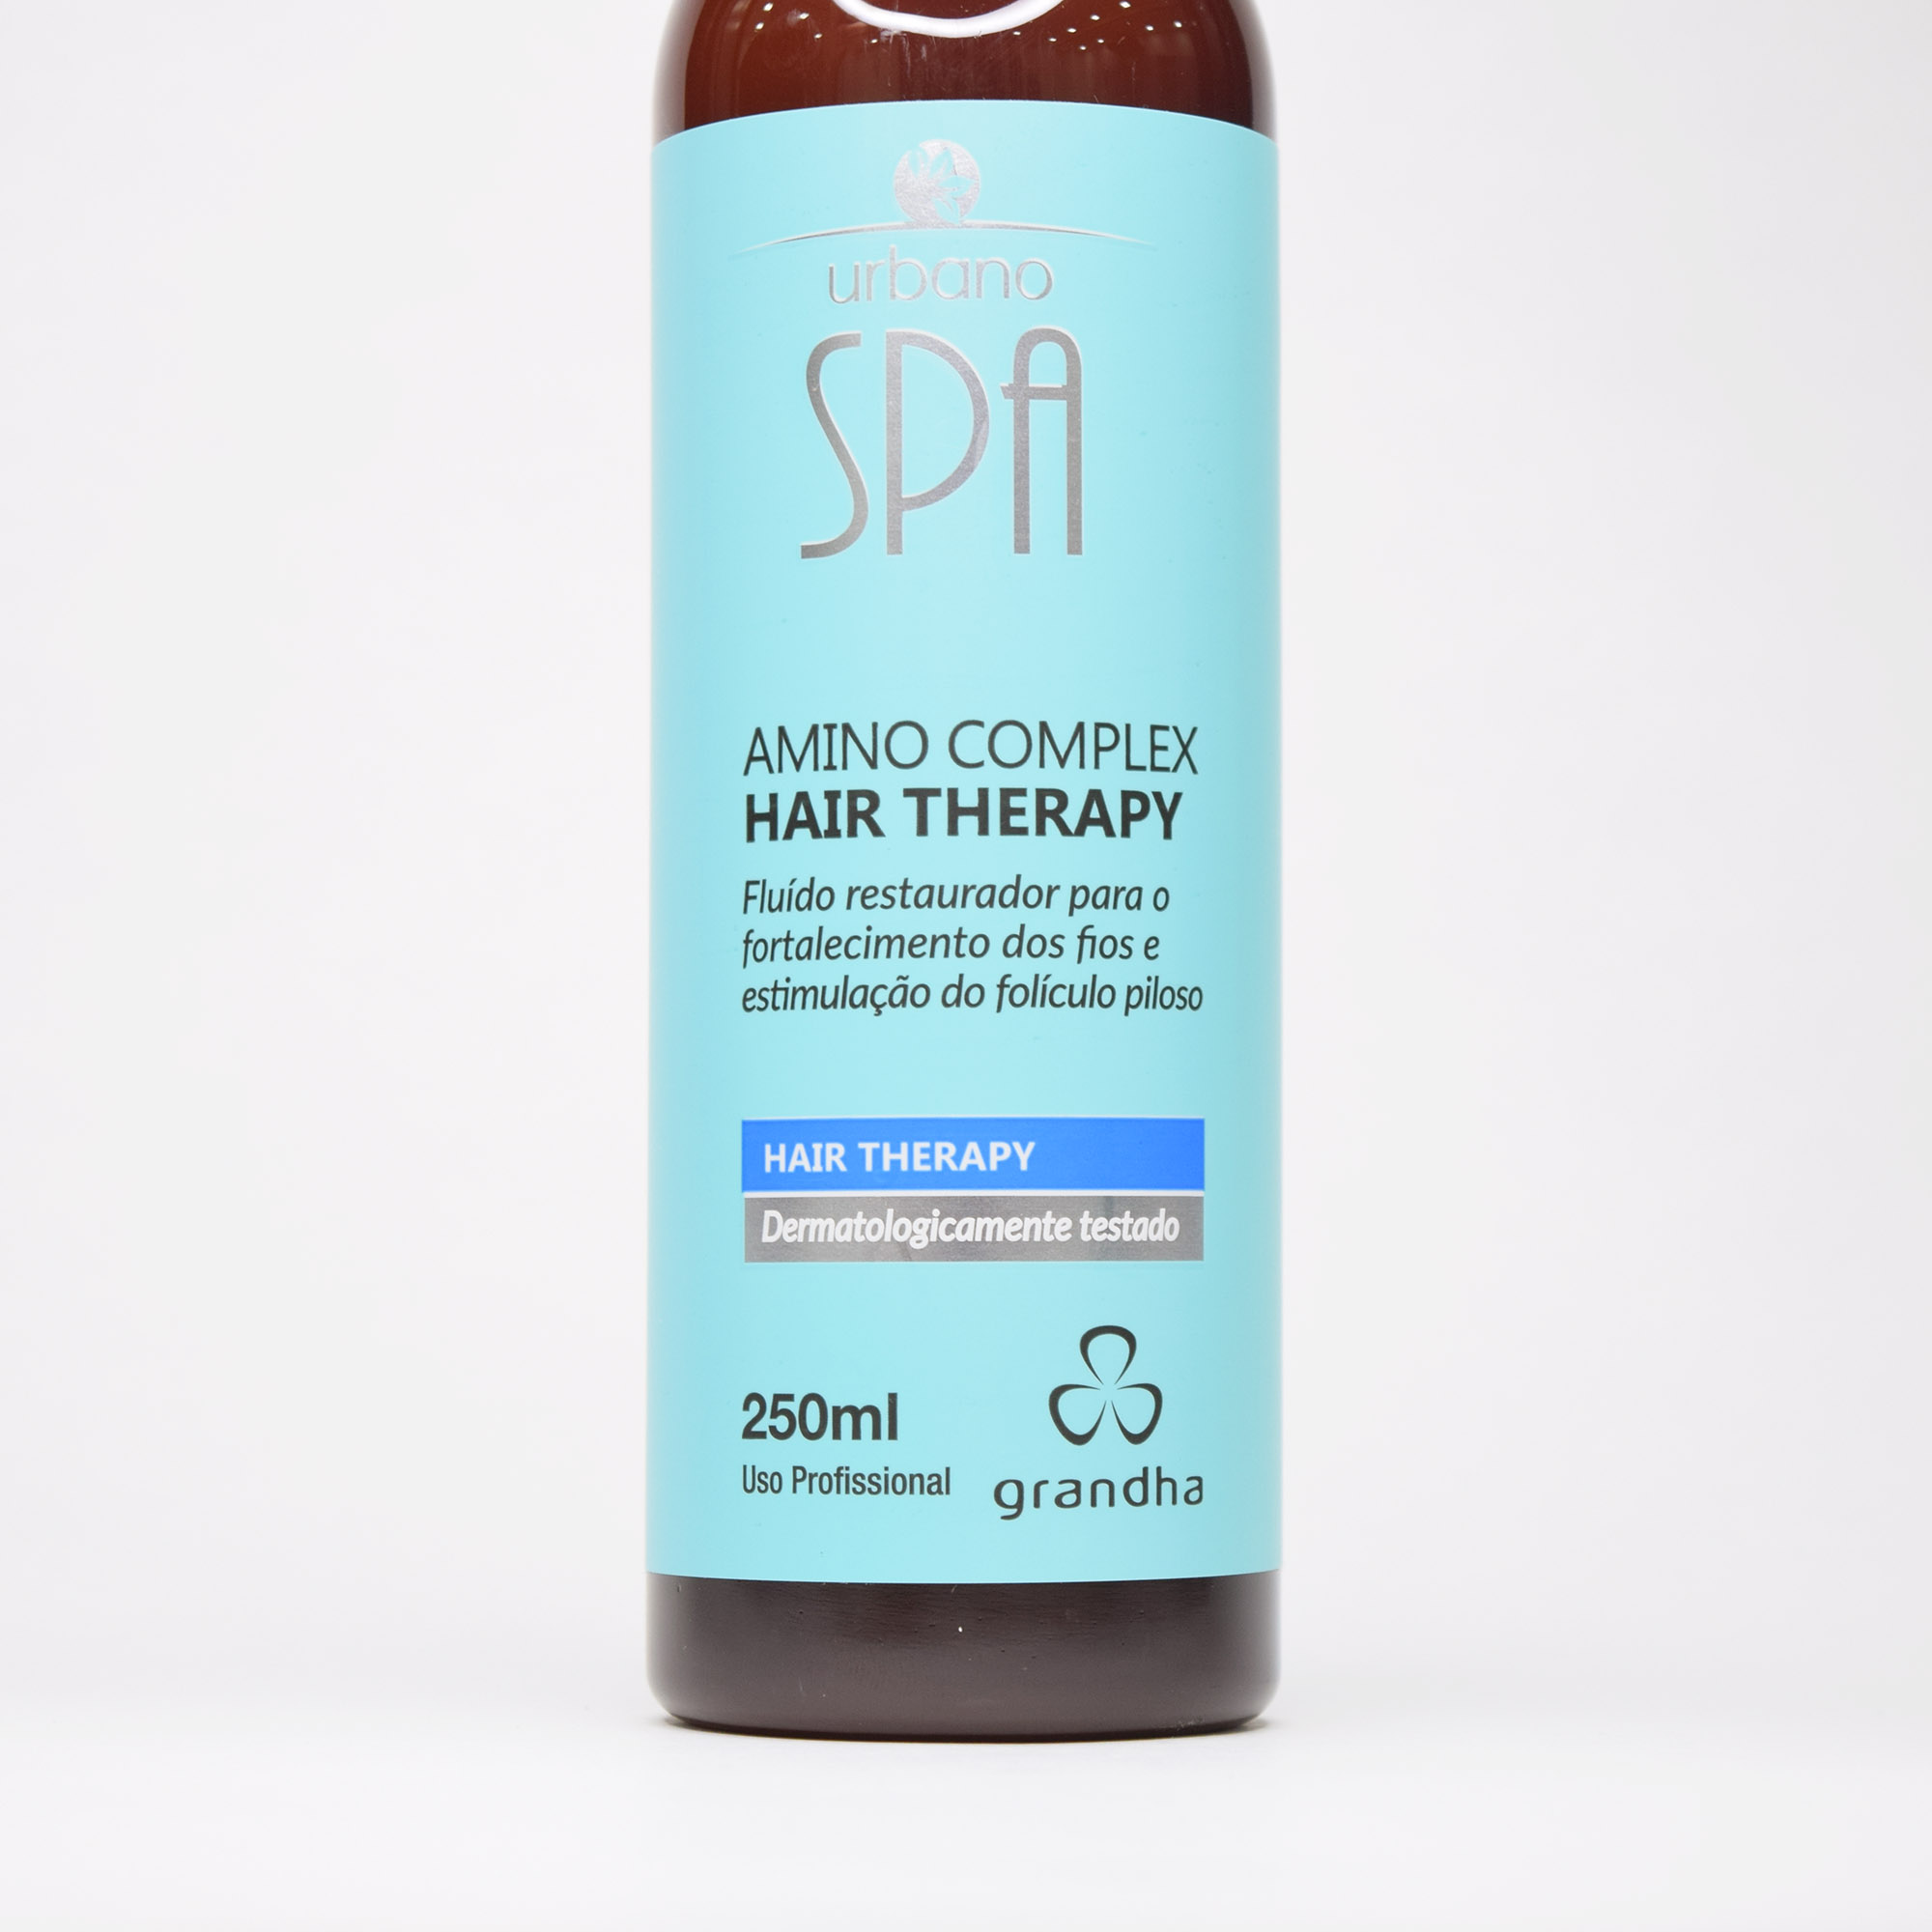 urbano
SPA
AMINO COMPLEX
HAIR THERAPY
Fluído restaurador para o
fortalecimento dos fios e
estimulação do folículo piloso
HAIR THERAPY
Dermatologicamente testado
250ml
Uso Profissional
grandha